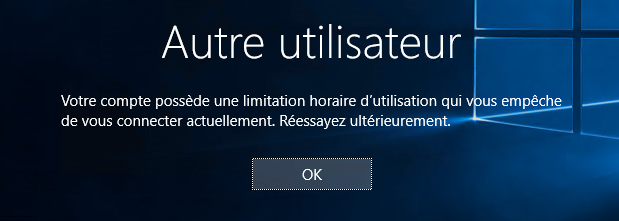 Autre utilisateur
Votre compte possède une limitation horaire d’utilisation qui vous empêche
de vous connecter actuellement. Réessayez ultérieurement.
OK